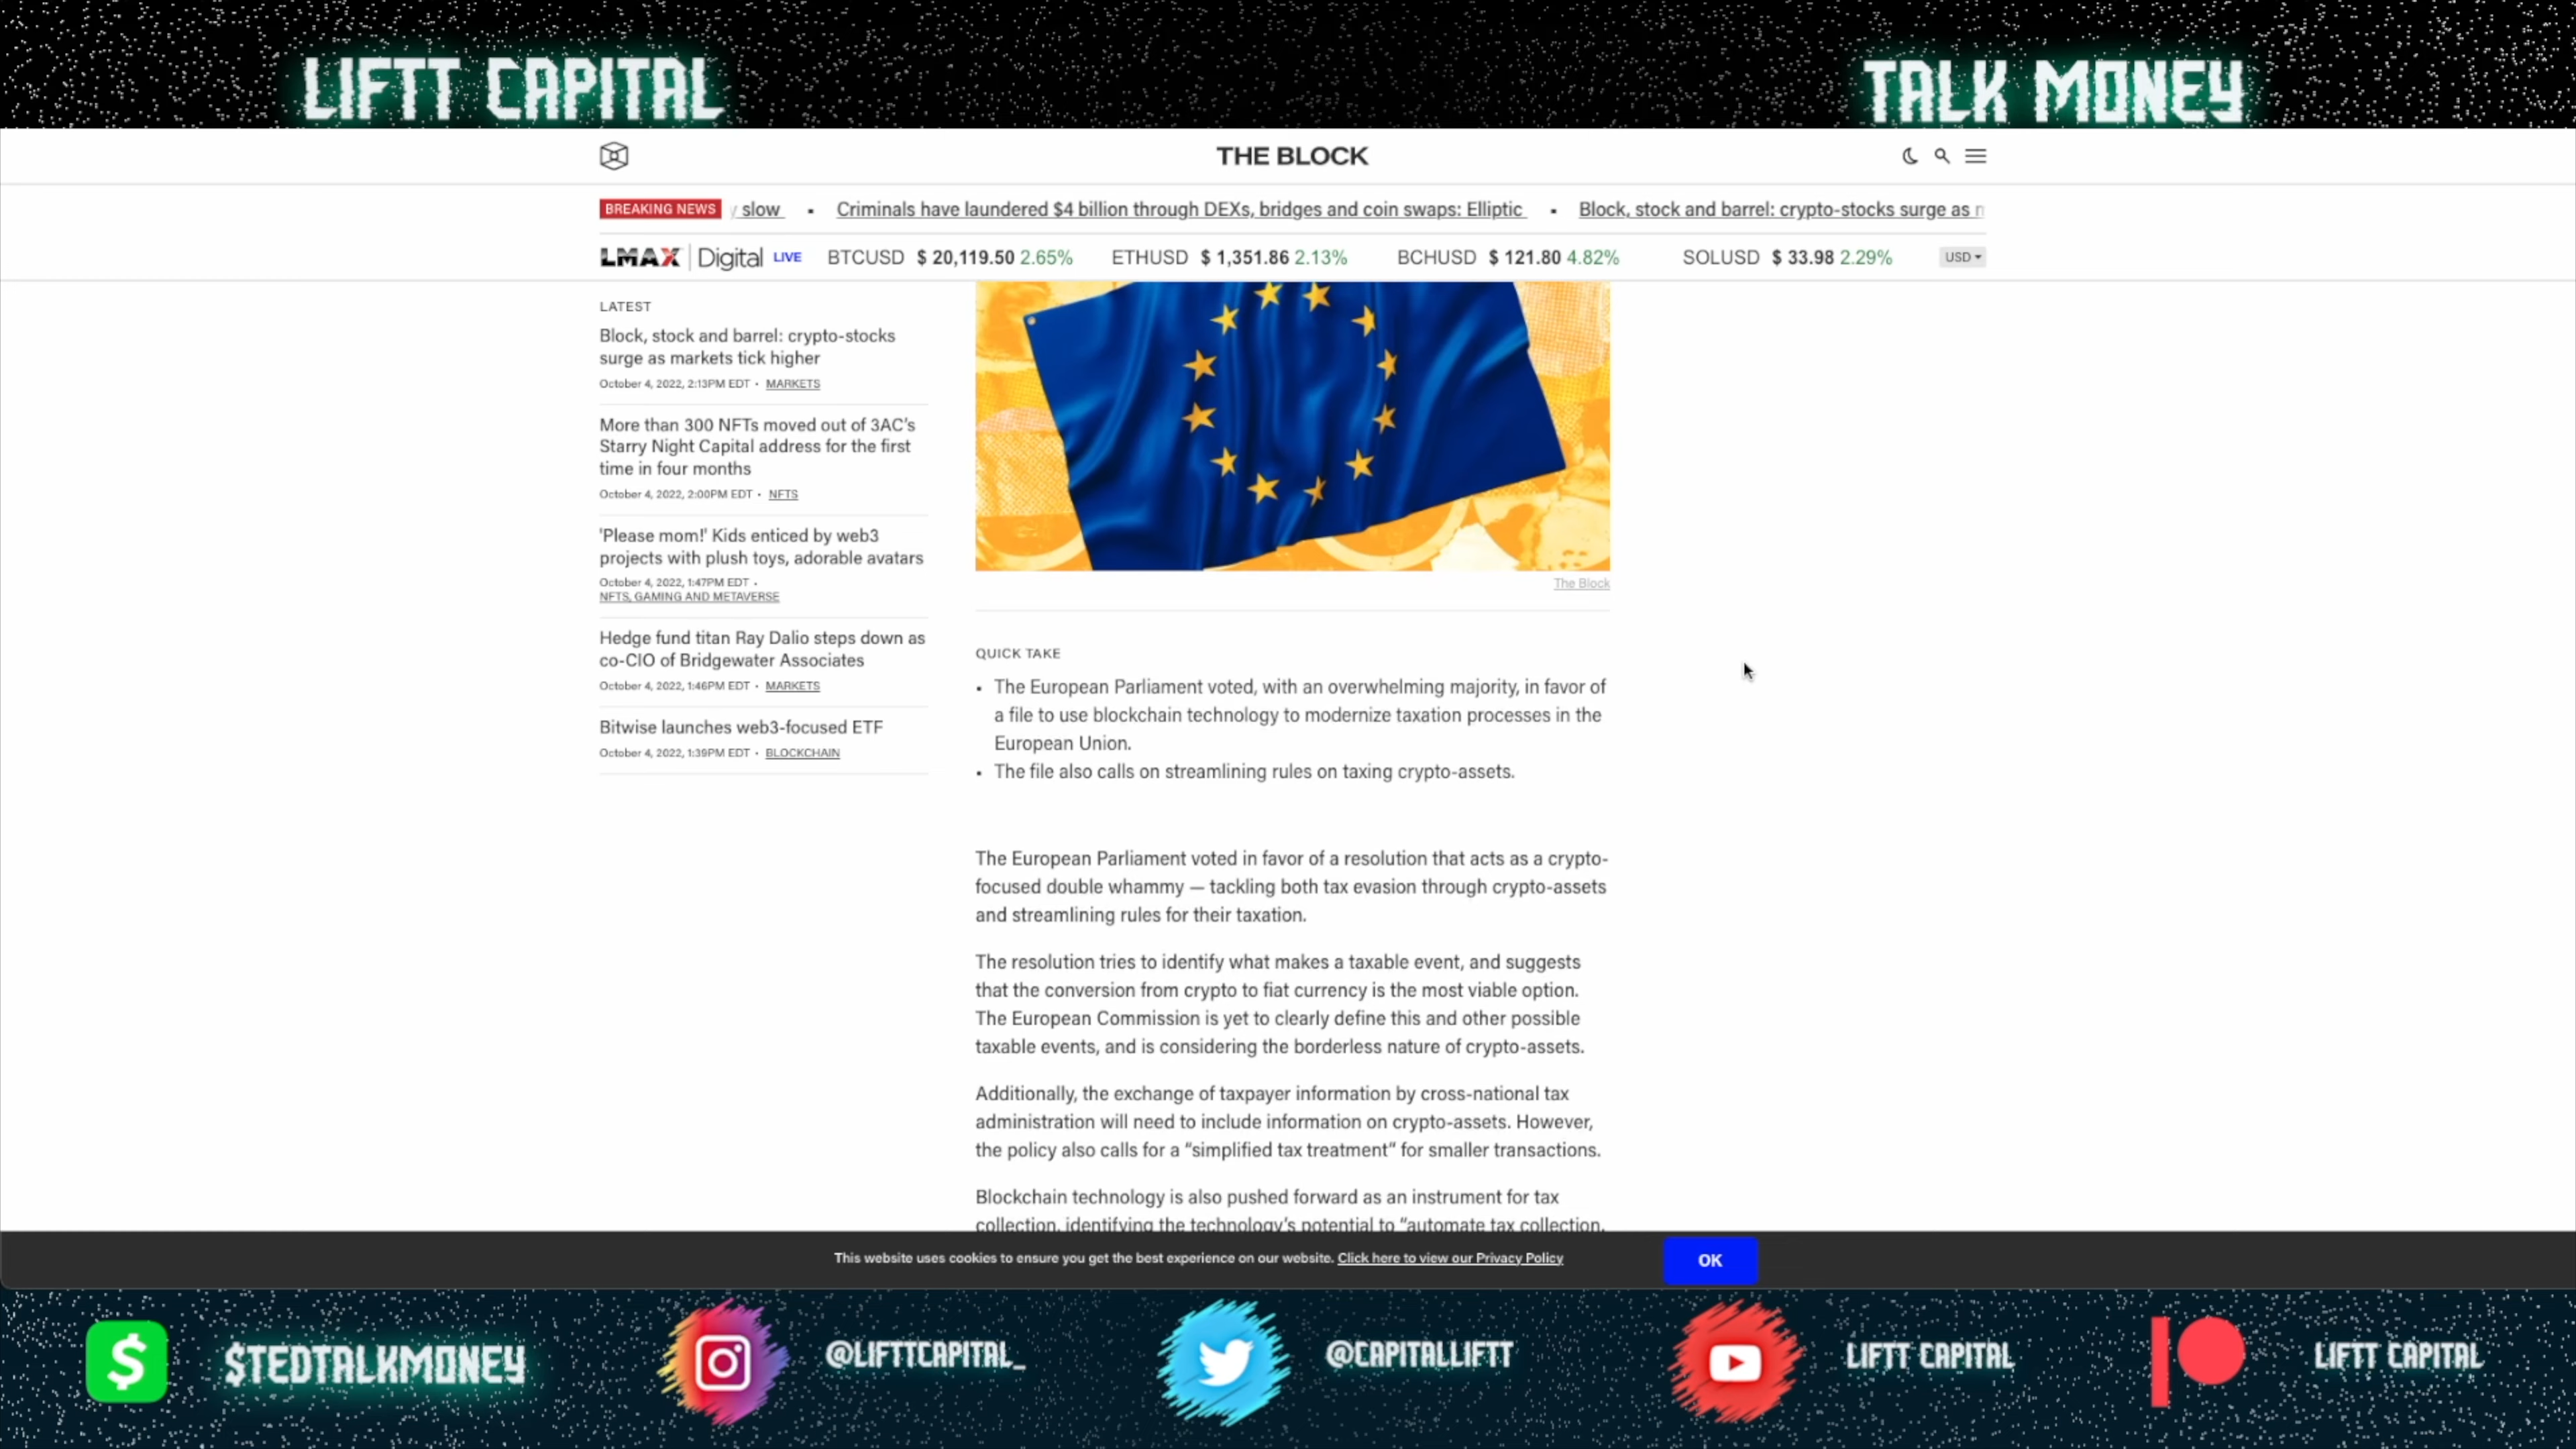 LIFTT CAPITAL
TALK MONEY
THE BLOCK
BREAKING NEWS
slow ▪ Criminals have laundered $4 billion through DEXs, bridges and coin swaps: Elliptic ▪ Block, stock and barrel: crypto-stocks surge as
LMAX Digital LIVE BTCUSD $ 20,119.50 2.65% ETHUSD $ 1,351.86 2.13% BCHUSD $ 121.80 4.82% SOLUSD $ 33.98 2.29% USD
LATEST
Block, stock and barrel: crypto-stocks
surge as markets tick higher
October 4, 2022, 2:13PM EDT • MARKETS
More than 300 NFTs moved out of 3AC's
Starry Night Capital address for the first
time in four months
October 4, 2022, 2:00PM EDT • NFTS
'Please mom!' Kids enticed by web3
projects with plush toys, adorable avatars
October 4, 2022, 1:47PM EDT •
NFTS, GAMING AND METAVERSE
Hedge fund titan Ray Dalio steps down as
co-CIO of Bridgewater Associates
October 4, 2022, 1:46PM EDT • MARKETS
Bitwise launches web3-focused ETF
October 4, 2022, 1:39PM EDT • BLOCKCHAIN
The Block
QUICK TAKE
▪ The European Parliament voted, with an overwhelming majority, in favor of
a file to use blockchain technology to modernize taxation processes in the
European Union.
▪ The file also calls on streamlining rules on taxing crypto-assets.
The European Parliament voted in favor of a resolution that acts as a crypto-
focused double whammy — tackling both tax evasion through crypto-assets
and streamlining rules for their taxation.
The resolution tries to identify what makes a taxable event, and suggests
that the conversion from crypto to fiat currency is the most viable option.
The European Commission is yet to clearly define this and other possible
taxable events, and is considering the borderless nature of crypto-assets.
Additionally, the exchange of taxpayer information by cross-national tax
administration will need to include information on crypto-assets. However,
the policy also calls for a "simplified tax treatment" for smaller transactions.
Blockchain technology is also pushed forward as an instrument for tax
collection, identifying the technology's potential to "automate tax collection,
This website uses cookies to ensure you get the best experience on our website. Click here to view our Privacy Policy
OK
$TEDTALKMONEY
@LIFTTCAPITAL_
@CAPITALLIFTT
LIFTT CAPITAL
LIFTT CAPITAL